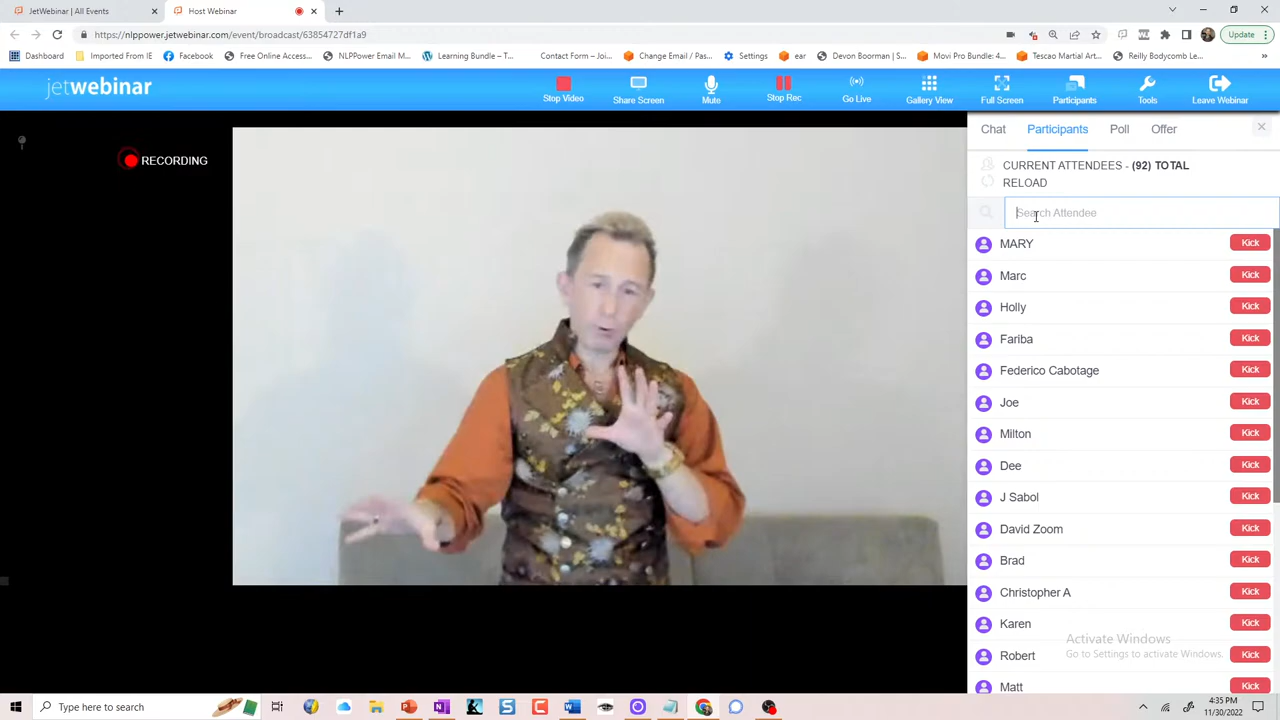 JetWebinar | All Events
Host Webinar
https://nlppower.jetwebinar.com/event/broadcast/63854727df1a9
Update
Dashboard
Imported From IE
Facebook
Free Online Access...
NLPPower Email M...
Learning Bundle – T...
Contact Form – Le...
Change Email / Pas...
Settings
ear
Devon Boorman | S...
Movi Pro Bundle: 4...
Tescao Martial Art...
Reilly Bodycomb Le...
»
jetwebinar
Stop Video
Share Screen
Mute
Stop Rec
Go Live
Gallery View
Full Screen
Participants
Tools
Leave Webinar
RECORDING
Chat
Participants
Poll
Offer
CURRENT ATTENDEES - (92) TOTAL
RELOAD
Search Attendee
MARY Kick
Marc Kick
Holly Kick
Fariba Kick
Federico Cabotage Kick
Joe Kick
Milton Kick
Dee Kick
J Sabol Kick
David Zoom Kick
Brad Kick
Christopher A Kick
Karen Kick
Robert Kick
Matt Kick
Activate Windows
Go to Settings to activate Windows.
Type here to search
4:35 PM
11/30/2022